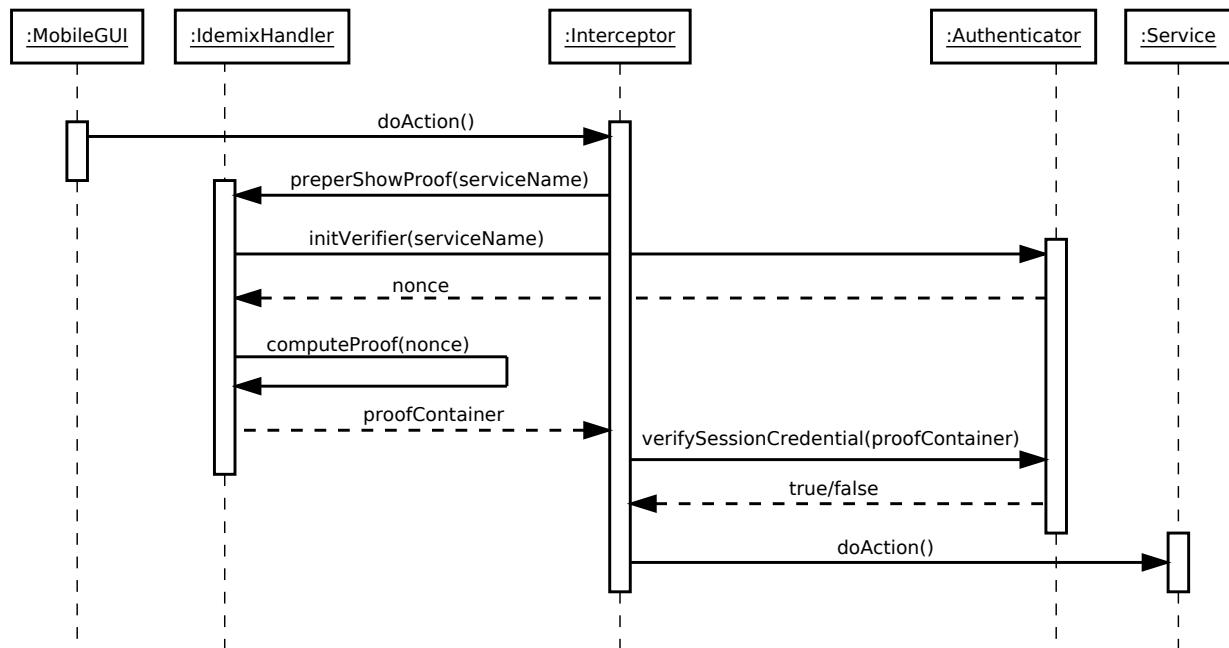 :MobileGUI
:IdemixHandler
:Interceptor
:Authenticator
:Service
doAction()
preperShowProof(serviceName)
initVerifier(serviceName)
nonce
computeProof(nonce)
proofContainer
verifySessionCredential(proofContainer)
true/false
doAction()